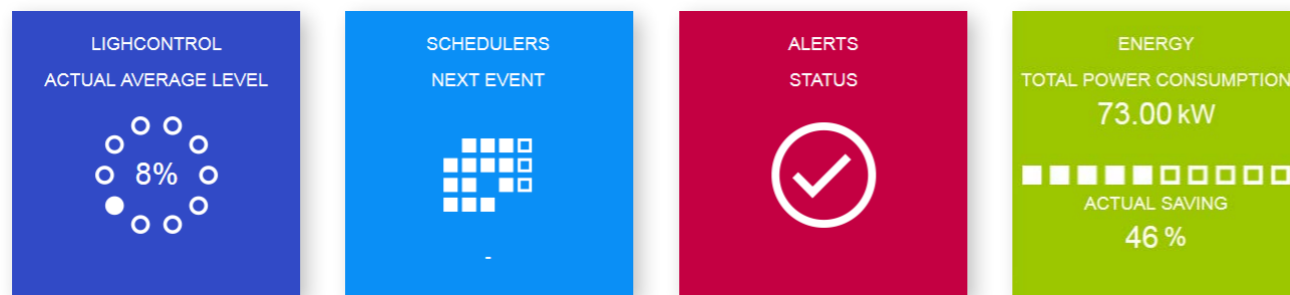 LIGHCONTROL
ACTUAL AVERAGE LEVEL
8%
SCHEDULERS
NEXT EVENT
-
ALERTS
STATUS
ENERGY
TOTAL POWER CONSUMPTION
73.00 kW
ACTUAL SAVING
46 %